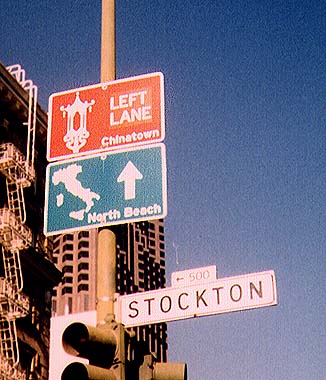 LEFT
LANE
Chinatown
North Beach
← 500
STOCKTON